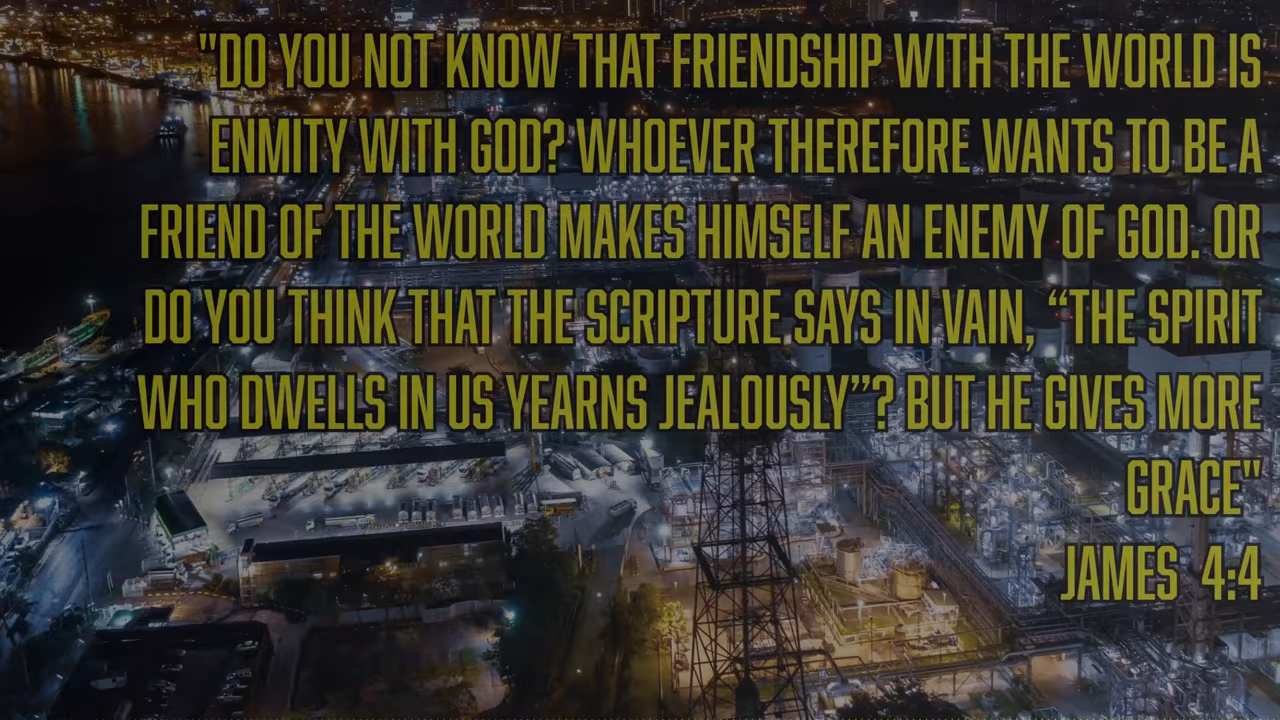 "DO YOU NOT KNOW THAT FRIENDSHIP WITH THE WORLD IS
ENMITY WITH GOD? WHOEVER THEREFORE WANTS TO BE A
FRIEND OF THE WORLD MAKES HIMSELF AN ENEMY OF GOD. OR
DO YOU THINK THAT THE SCRIPTURE SAYS IN VAIN, “THE SPIRIT
WHO DWELLS IN US YEARNS JEALOUSLY”? BUT HE GIVES MORE
GRACE"
JAMES 4:4